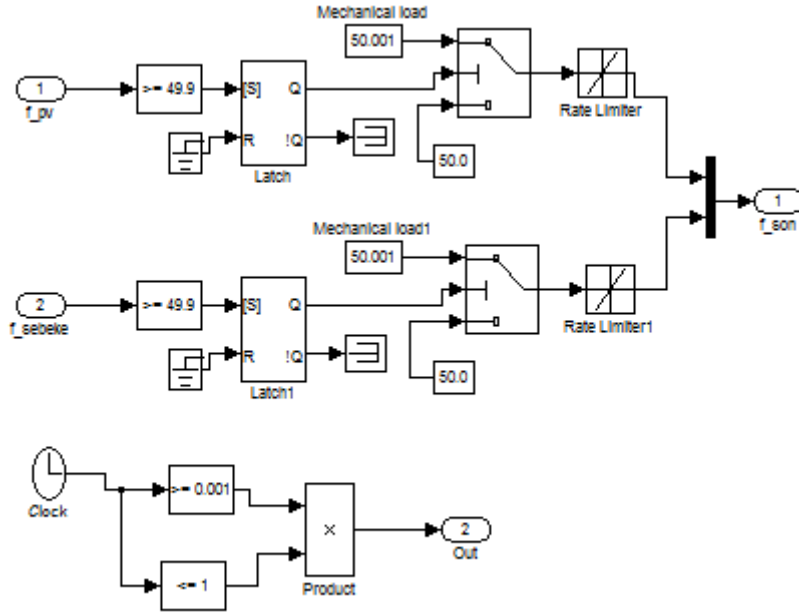 Mechanical load
50.001
1
f_pv
>= 49.9
[S]
Q
R
!Q
Latch
50.0
Rate Limiter
1
f_son
Mechanical load1
50.001
2
f_sebeke
>= 49.9
[S]
Q
R
!Q
Latch1
50.0
Rate Limiter1
Clock
>= 0.001
<= 1
×
Product
2
Out